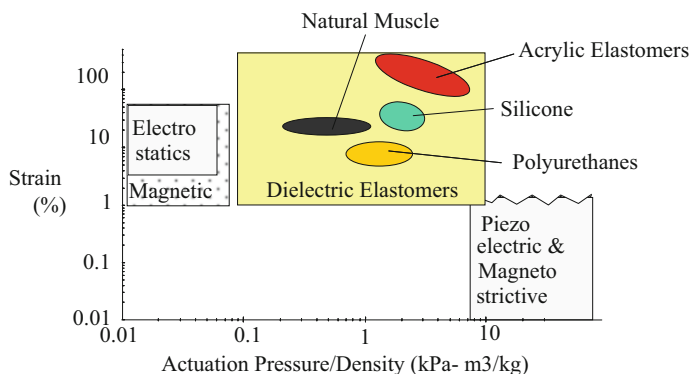 Natural Muscle
Acrylic Elastomers
100
Silicone
Electro
statics
10
Polyurethanes
Strain
(%)
Magnetic
Dielectric Elastomers
1
Piezo
electric &
Magneto
strictive
0.1
0.01
0.01
0.1
1
10
Actuation Pressure/Density (kPa- m3/kg)